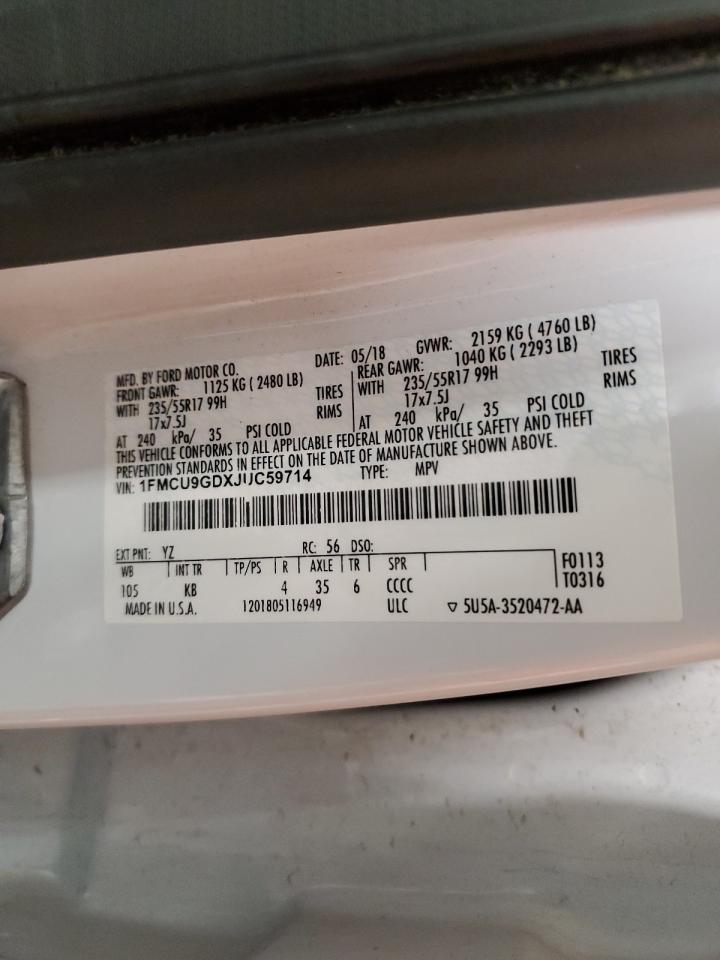 MFD. BY FORD MOTOR CO. DATE: 05/18 GVWR: 2159 KG ( 4760 LB)
FRONT GAWR: 1125 KG ( 2480 LB) REAR GAWR: 1040 KG ( 2293 LB)
WITH 235/55R17 99H TIRES WITH 235/55R17 99H TIRES
17x7.5J RIMS 17x7.5J RIMS
AT 240 kPa/ 35 PSI COLD AT 240 kPa/ 35 PSI COLD
THIS VEHICLE CONFORMS TO ALL APPLICABLE FEDERAL MOTOR VEHICLE SAFETY AND THEFT
PREVENTION STANDARDS IN EFFECT ON THE DATE OF MANUFACTURE SHOWN ABOVE.
VIN: 1FMCU9GDXJUC59714 TYPE: MPV
EXT PNT: YZ RC: 56 DSO:
WB INT TR TP/PS R AXLE TR SPR F0113
105 KB 4 35 6 CCCC T0316
MADE IN U.S.A. 1201805116949 ULC ▽ 5U5A-3520472-AA